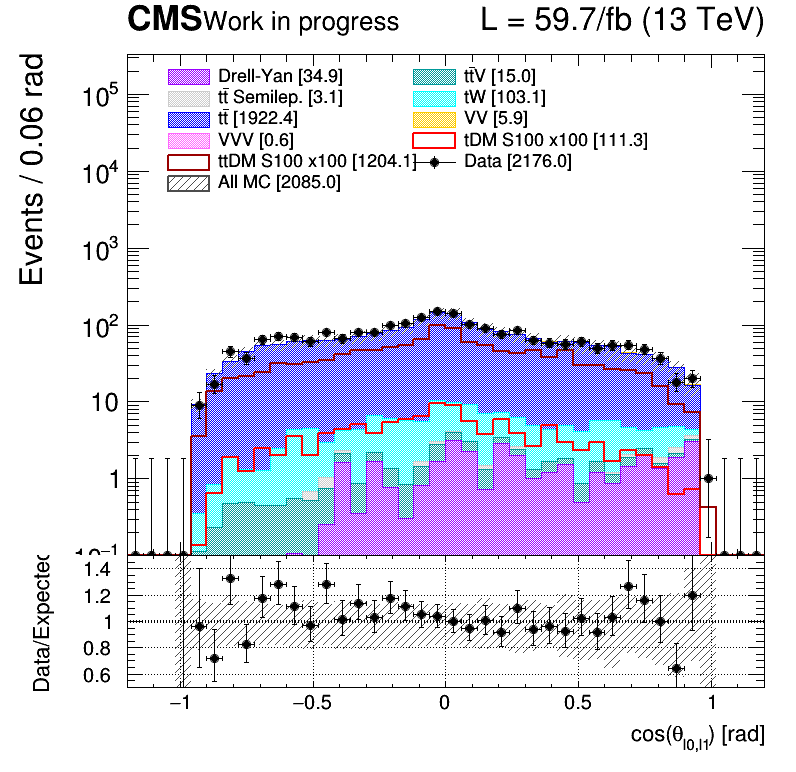 CMS Work in progress L = 59.7/fb (13 TeV)
Events / 0.06 rad
Drell-Yan [34.9] tt̄V [15.0]
tt̄ Semilep. [3.1] tW [103.1]
tt̄ [1922.4] VV [5.9]
VVV [0.6] tDM S100 x100 [111.3]
ttDM S100 x100 [1204.1] Data [2176.0]
All MC [2085.0]
10⁵
10⁴
10³
10²
10
1
10⁻¹
Data/Expected
1.4
1.2
1
0.8
0.6
−1 −0.5 0 0.5 1
cos(θ_l0,l1) [rad]